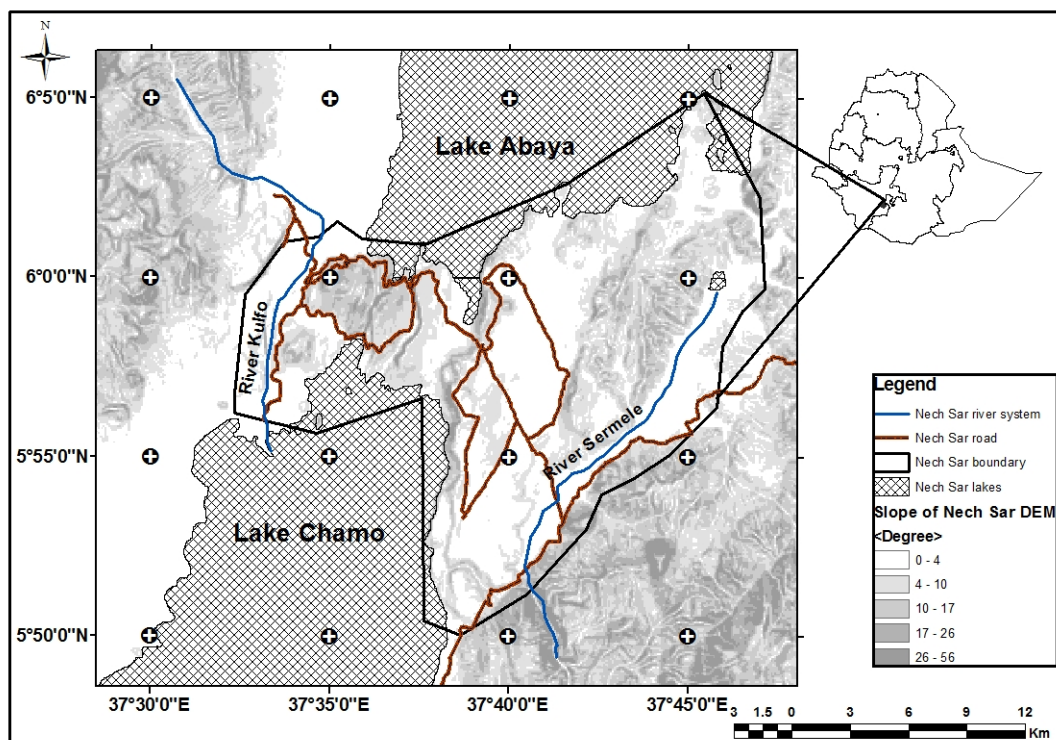 N
6°5'0"N
6°0'0"N
5°55'0"N
5°50'0"N
37°30'0"E
37°35'0"E
37°40'0"E
37°45'0"E
Lake Abaya
River Kulfo
River Sermele
Lake Chamo
Legend
Nech Sar river system
Nech Sar road
Nech Sar boundary
Nech Sar lakes
Slope of Nech Sar DEM
<Degree>
0 - 4
4 - 10
10 - 17
17 - 26
26 - 56
3 1.5 0 3 6 9 12
Km